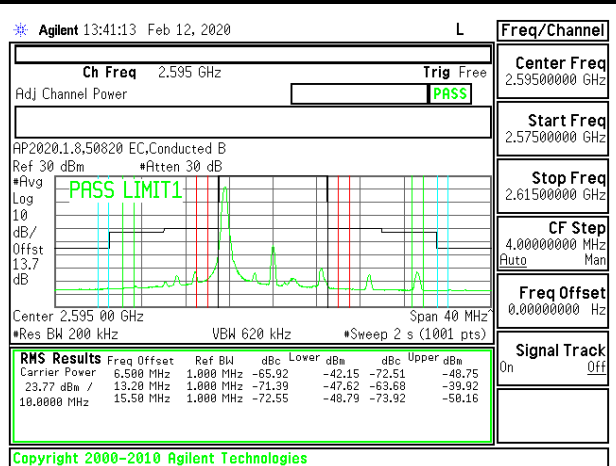 Agilent 13:41:13 Feb 12, 2020 L
Freq/Channel
Ch Freq 2.595 GHz Trig Free
Adj Channel Power PASS
AP2020.1.8,50820 EC,Conducted B
Ref 30 dBm #Atten 30 dB
#Avg
Log
10
dB/
Offst
13.7
dB
PASS LIMIT1
Center 2.595 00 GHz Span 40 MHz
#Res BW 200 kHz VBW 620 kHz #Sweep 2 s (1001 pts)
RMS Results Freq Offset Ref BW dBc Lower dBm dBc Upper dBm
Carrier Power 6.500 MHz 1.000 MHz -65.92 -42.15 -72.51 -48.75
23.77 dBm / 13.20 MHz 1.000 MHz -71.39 -47.62 -63.68 -39.92
10.0000 MHz 15.50 MHz 1.000 MHz -72.55 -48.79 -73.92 -50.16
Center Freq
2.59500000 GHz
Start Freq
2.57500000 GHz
Stop Freq
2.61500000 GHz
CF Step
4.00000000 MHz
Auto Man
Freq Offset
0.00000000 Hz
Signal Track
On Off
Copyright 2000-2010 Agilent Technologies